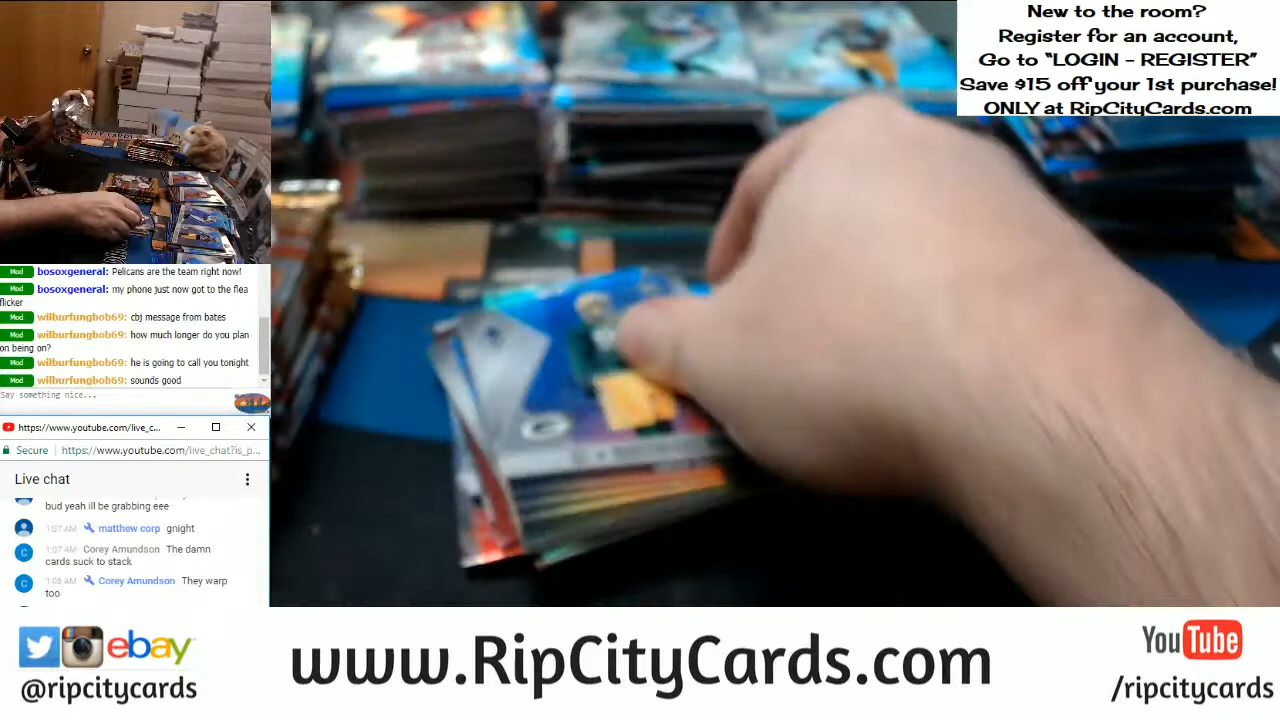 New to the room?
Register for an account,
Go to “LOGIN - REGISTER”
Save $15 off your 1st purchase!
ONLY at RipCityCards.com
Mod bosoxgeneral: Pelicans are the team right now!
Mod bosoxgeneral: my phone just now got to the flea
flicker
Mod wilburfungbob69: cbj message from bates
Mod wilburfungbob69: how much longer do you plan
on being on?
Mod wilburfungbob69: he is going to call you tonight
Mod wilburfungbob69: sounds good
Say something nice...
https://www.youtube.com/live_c...
Secure https://www.youtube.com/live_chat?is_p...
Live chat
bud yeah ill be grabbing eee
1:07 AM matthew corp gnight
1:07 AM Corey Amundson The damn
cards suck to stack
1:08 AM Corey Amundson They warp
too
ebay
@ripcitycards
www.RipCityCards.com
YouTube
/ripcitycards